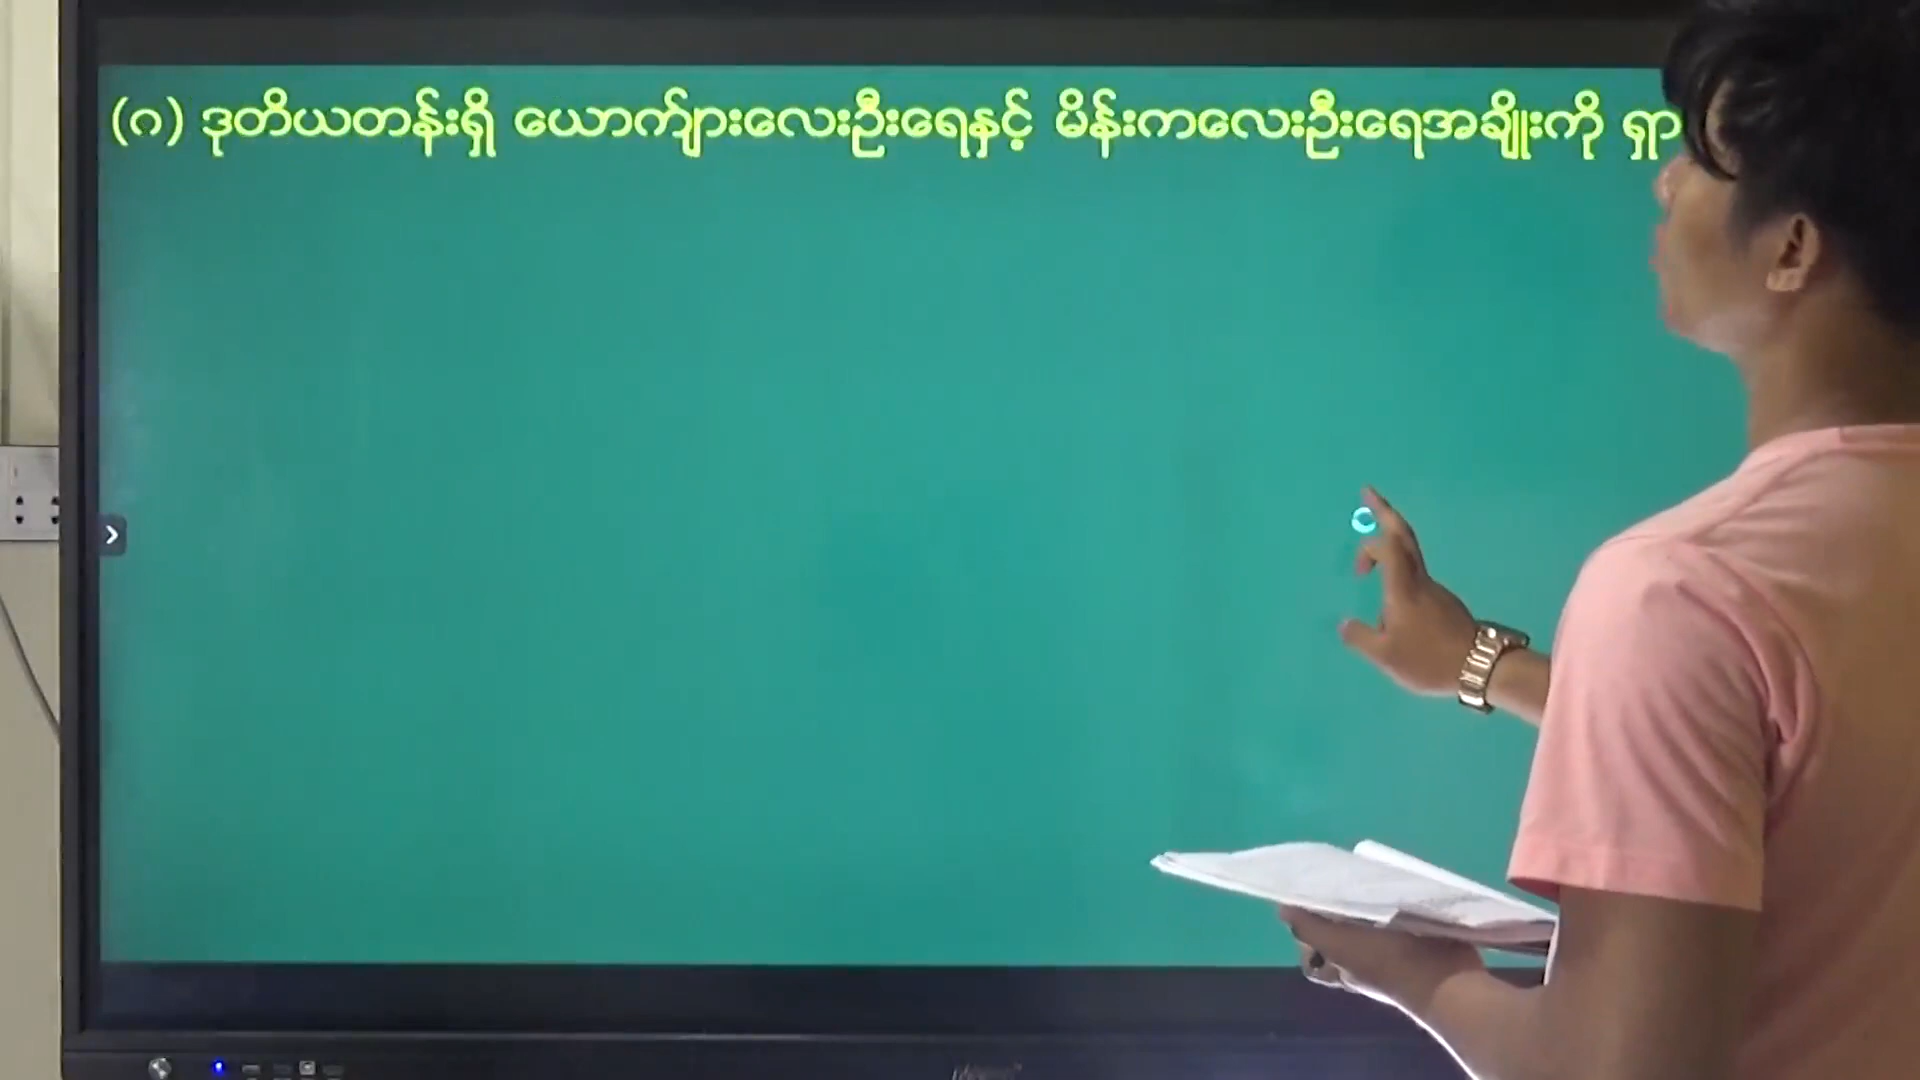 (ဂ) ဒုတိယတန်းရှိ ယောက်ျားလေးဦးရေနှင့် မိန်းကလေးဦးရေအချိုးကို ရှာ